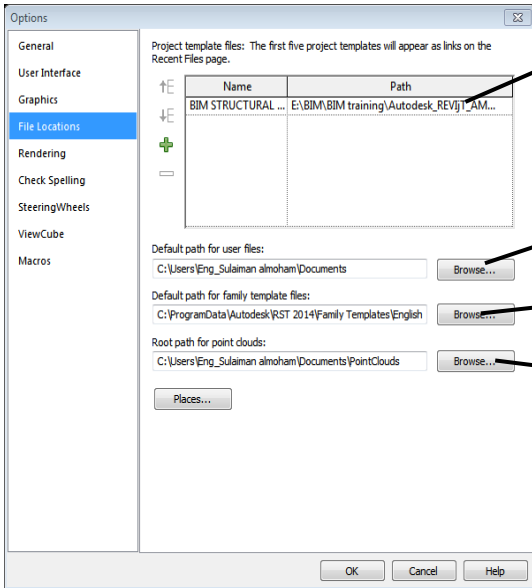 Options
General
User Interface
Graphics
File Locations
Rendering
Check Spelling
SteeringWheels
ViewCube
Macros
Project template files: The first five project templates will appear as links on the
Recent Files page.
Name Path
BIM STRUCTURAL ... E:\BIM\BIM training\Autodesk_REVIjT_AM...
Default path for user files:
C:\Users\Eng_Sulaiman almoham\Documents Browse...
Default path for family template files:
C:\ProgramData\Autodesk\RST 2014\Family Templates\English Browse...
Root path for point clouds:
C:\Users\Eng_Sulaiman almoham\Documents\PointClouds Browse...
Places...
OK Cancel Help